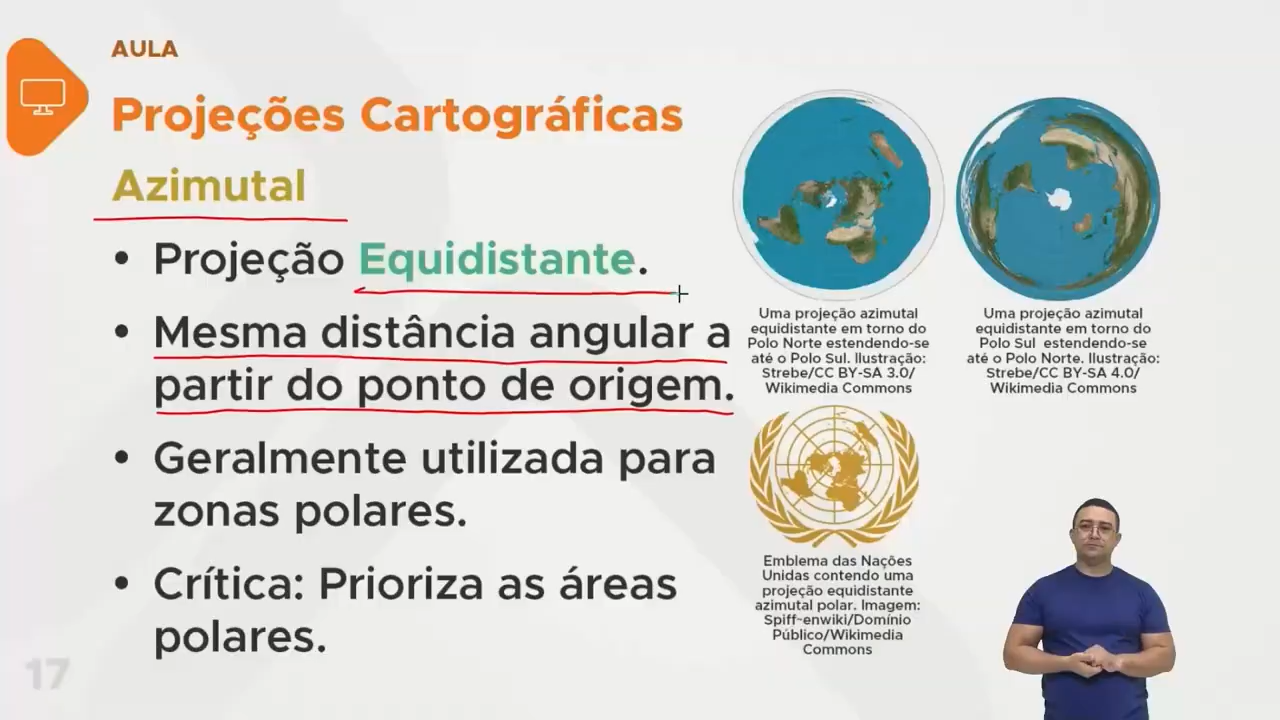 AULA
Projeções Cartográficas
Azimutal
• Projeção Equidistante.
• Mesma distância angular a
partir do ponto de origem.
• Geralmente utilizada para
zonas polares.
• Crítica: Prioriza as áreas
polares.
Uma projeção azimutal
equidistante em torno do
Polo Norte estendendo-se
até o Polo Sul. Ilustração:
Strebe/CC BY-SA 3.0/
Wikimedia Commons
Uma projeção azimutal
equidistante em torno do
Polo Sul estendendo-se
até o Polo Norte. Ilustração:
Strebe/CC BY-SA 4.0/
Wikimedia Commons
Emblema das Nações
Unidas contendo uma
projeção equidistante
azimutal polar. Imagem:
Spiff-enwiki/Domínio
Público/Wikimedia
Commons
17